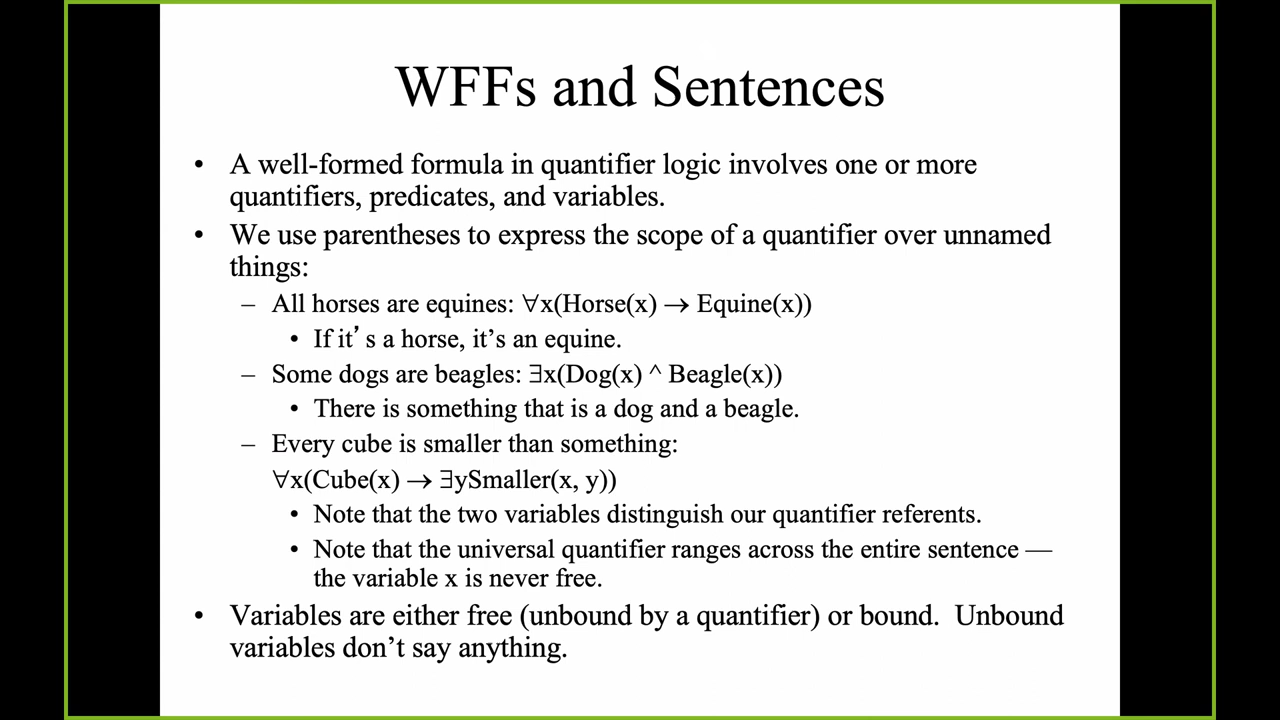 WFFs and Sentences
• A well-formed formula in quantifier logic involves one or more
quantifiers, predicates, and variables.
• We use parentheses to express the scope of a quantifier over unnamed
things:
– All horses are equines: ∀x(Horse(x) → Equine(x))
• If it’s a horse, it’s an equine.
– Some dogs are beagles: ∃x(Dog(x) ^ Beagle(x))
• There is something that is a dog and a beagle.
– Every cube is smaller than something:
∀x(Cube(x) → ∃ySmaller(x, y))
• Note that the two variables distinguish our quantifier referents.
• Note that the universal quantifier ranges across the entire sentence —
the variable x is never free.
• Variables are either free (unbound by a quantifier) or bound.  Unbound
variables don’t say anything.